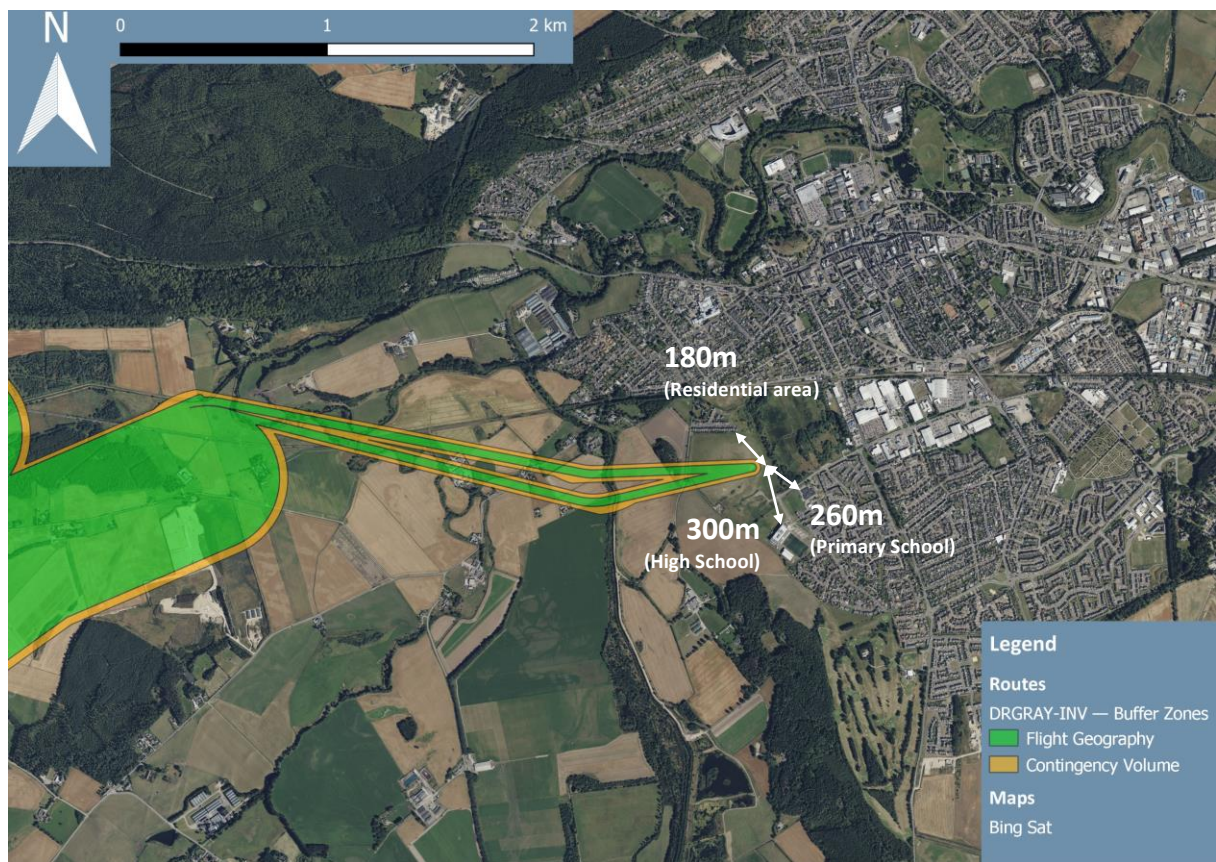 N
0 1 2 km
180m
(Residential area)
300m
(High School)
260m
(Primary School)
Legend
Routes
DRGRAY-INV — Buffer Zones
Flight Geography
Contingency Volume
Maps
Bing Sat